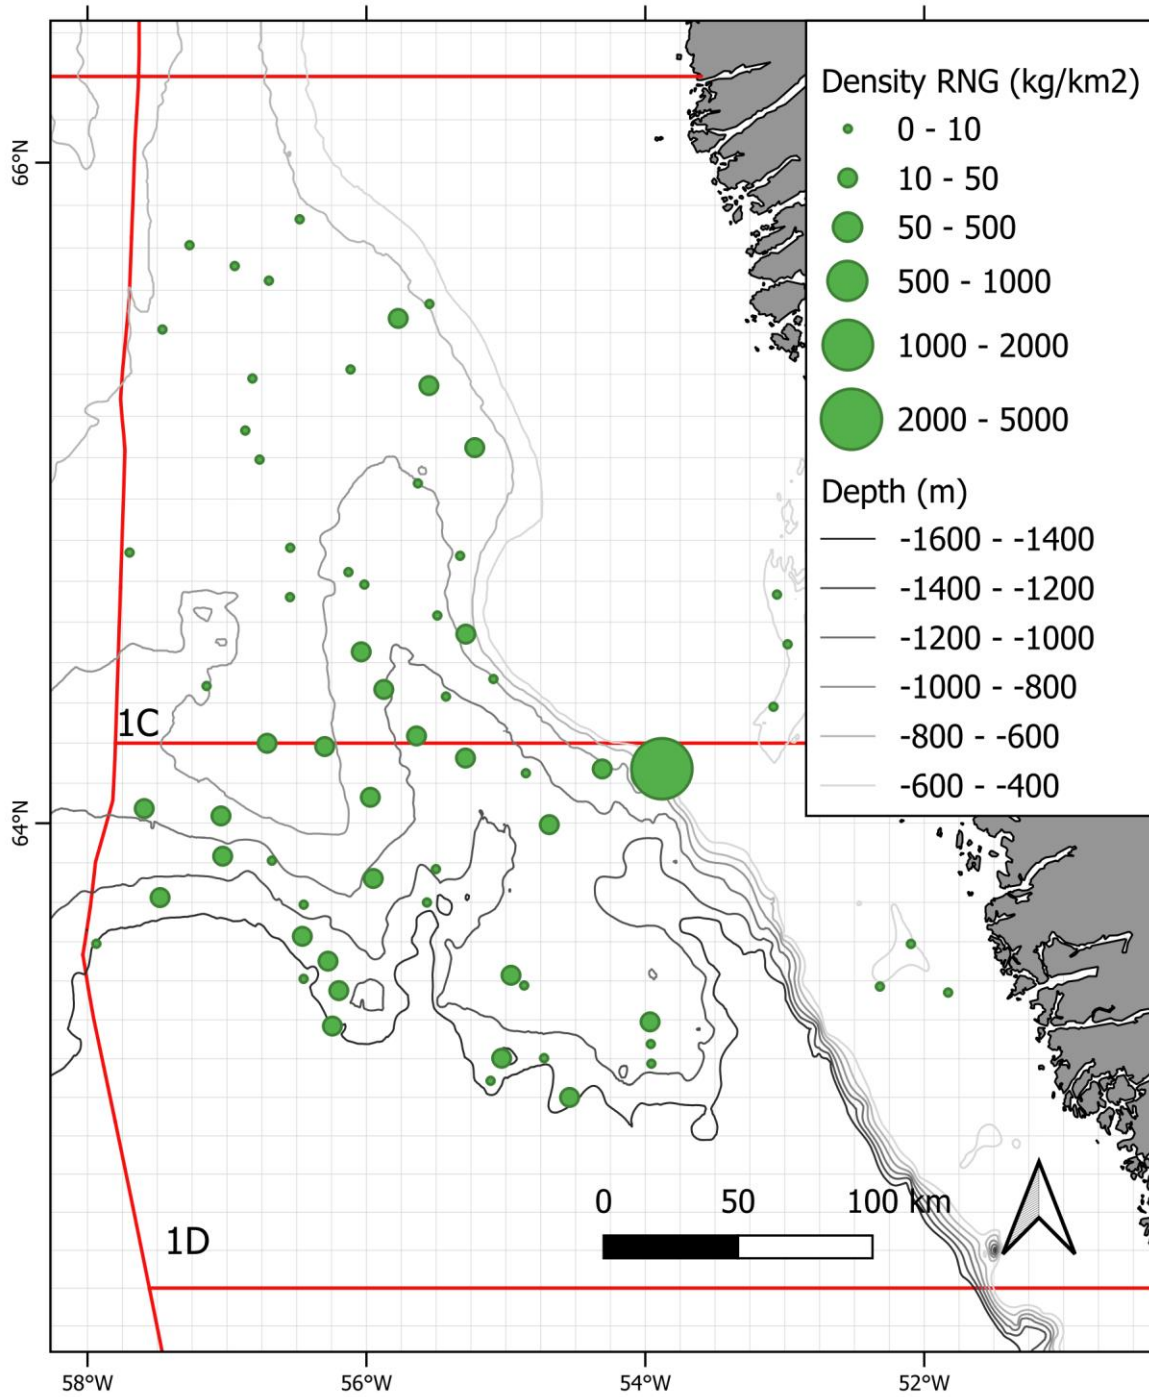 Density RNG (kg/km2)
0 - 10
10 - 50
50 - 500
500 - 1000
1000 - 2000
2000 - 5000
Depth (m)
-1600 - -1400
-1400 - -1200
-1200 - -1000
-1000 - -800
-800 - -600
-600 - -400
66°N
1C
64°N
0 50 100 km
1D
58°W 56°W 54°W 52°W